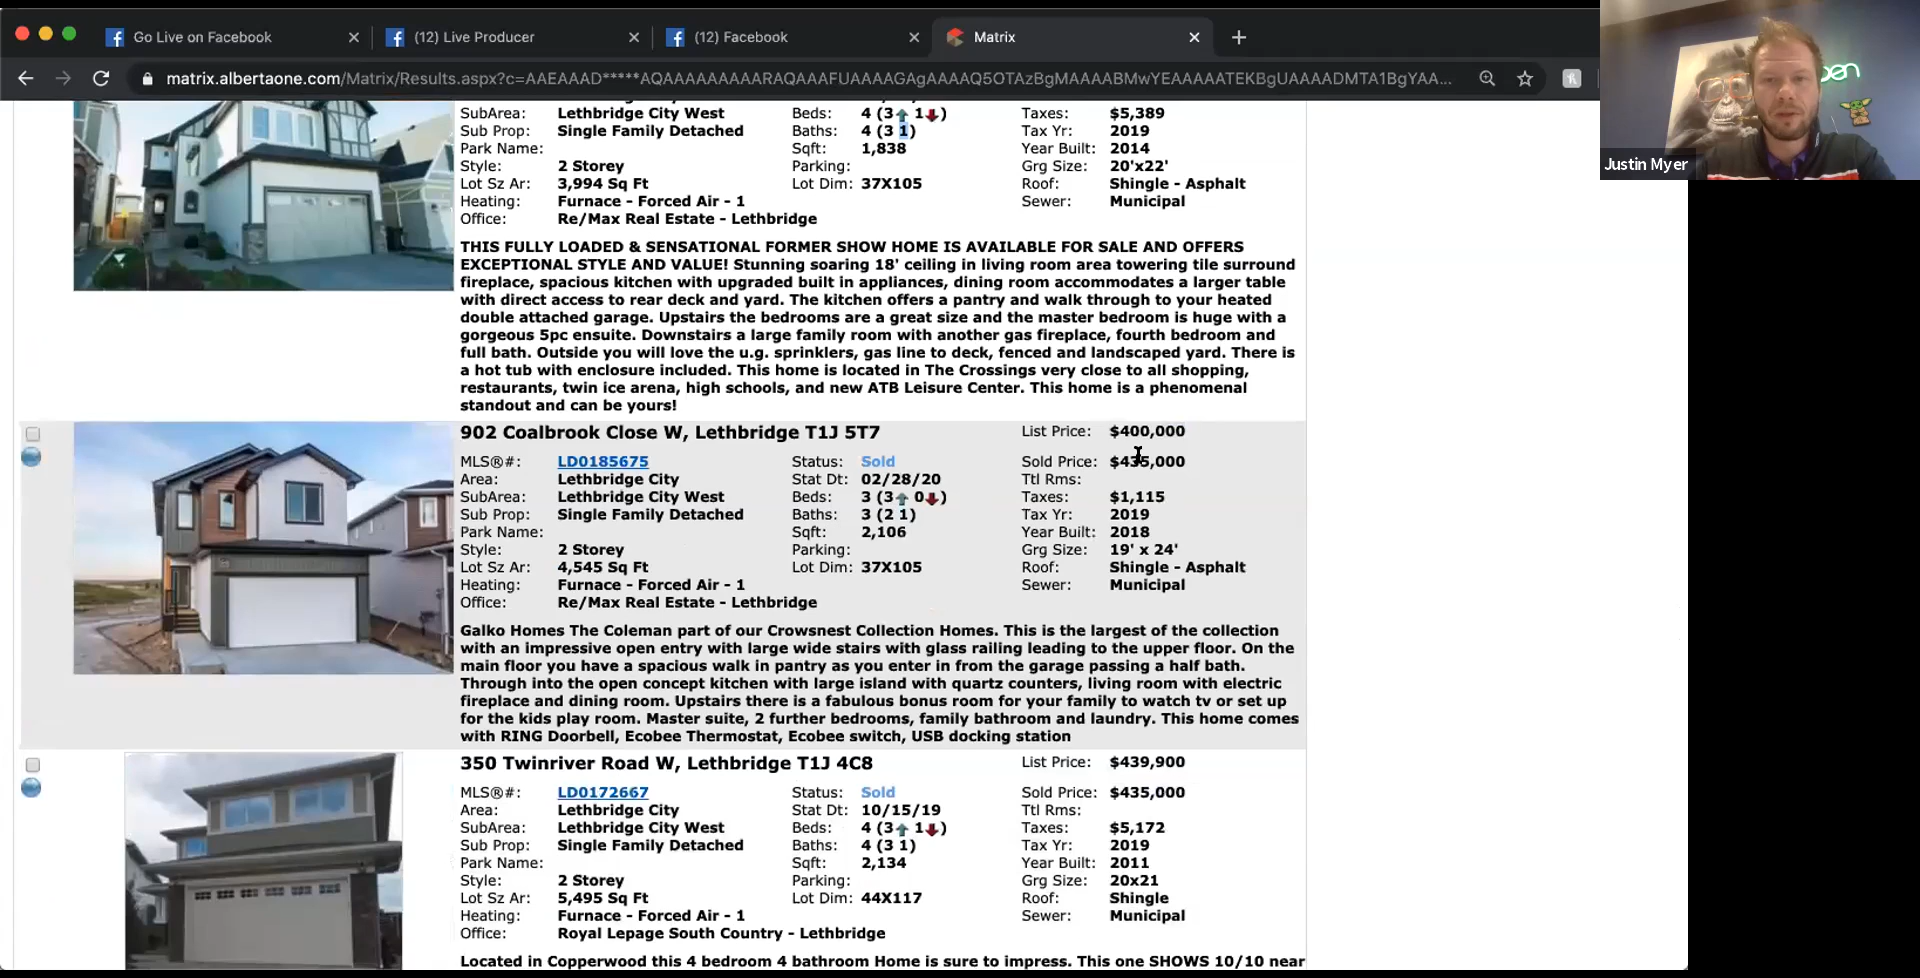 Go Live on Facebook
(12) Live Producer
(12) Facebook
Matrix
matrix.albertaone.com/Matrix/Results.aspx?c=AAEAAAD*****AQAAAAAAAAARAQAAAFUAAAAGAgAAAAQ5OTAzBgMAAAABMwYEAAAAATEKBgUAAAADMTA1BgYAA...
Justin Myer
SubArea: Lethbridge City West Beds: 4 (3 1) Taxes: $5,389
Sub Prop: Single Family Detached Baths: 4 (3 1) Tax Yr: 2019
Park Name: Sqft: 1,838 Year Built: 2014
Style: 2 Storey Parking: Grg Size: 20'x22'
Lot Sz Ar: 3,994 Sq Ft Lot Dim: 37X105 Roof: Shingle - Asphalt
Heating: Furnace - Forced Air - 1 Sewer: Municipal
Office: Re/Max Real Estate - Lethbridge
THIS FULLY LOADED & SENSATIONAL FORMER SHOW HOME IS AVAILABLE FOR SALE AND OFFERS
EXCEPTIONAL STYLE AND VALUE! Stunning soaring 18' ceiling in living room area towering tile surround
fireplace, spacious kitchen with upgraded built in appliances, dining room accommodates a larger table
with direct access to rear deck and yard. The kitchen offers a pantry and walk through to your heated
double attached garage. Upstairs the bedrooms are a great size and the master bedroom is huge with a
gorgeous 5pc ensuite. Downstairs a large family room with another gas fireplace, fourth bedroom and
full bath. Outside you will love the u.g. sprinklers, gas line to deck, fenced and landscaped yard. There is
a hot tub with enclosure included. This home is located in The Crossings very close to all shopping,
restaurants, twin ice arena, high schools, and new ATB Leisure Center. This home is a phenomenal
standout and can be yours!
902 Coalbrook Close W, Lethbridge T1J 5T7 List Price: $400,000
MLS®#: LD0185675 Status: Sold Sold Price: $435,000
Area: Lethbridge City Stat Dt: 02/28/20 Ttl Rms:
SubArea: Lethbridge City West Beds: 3 (3 0) Taxes: $1,115
Sub Prop: Single Family Detached Baths: 3 (2 1) Tax Yr: 2019
Park Name: Sqft: 2,106 Year Built: 2018
Style: 2 Storey Parking: Grg Size: 19' x 24'
Lot Sz Ar: 4,545 Sq Ft Lot Dim: 37X105 Roof: Shingle - Asphalt
Heating: Furnace - Forced Air - 1 Sewer: Municipal
Office: Re/Max Real Estate - Lethbridge
Galko Homes The Coleman part of our Crowsnest Collection Homes. This is the largest of the collection
with an impressive open entry with large wide stairs with glass railing leading to the upper floor. On the
main floor you have a spacious walk in pantry as you enter in from the garage passing a half bath.
Through into the open concept kitchen with large island with quartz counters, living room with electric
fireplace and dining room. Upstairs there is a fabulous bonus room for your family to watch tv or set up
for the kids play room. Master suite, 2 further bedrooms, family bathroom and laundry. This home comes
with RING Doorbell, Ecobee Thermostat, Ecobee switch, USB docking station
350 Twinriver Road W, Lethbridge T1J 4C8 List Price: $439,900
MLS®#: LD0172667 Status: Sold Sold Price: $435,000
Area: Lethbridge City Stat Dt: 10/15/19 Ttl Rms:
SubArea: Lethbridge City West Beds: 4 (3 1) Taxes: $5,172
Sub Prop: Single Family Detached Baths: 4 (3 1) Tax Yr: 2019
Park Name: Sqft: 2,134 Year Built: 2011
Style: 2 Storey Parking: Grg Size: 20x21
Lot Sz Ar: 5,495 Sq Ft Lot Dim: 44X117 Roof: Shingle
Heating: Furnace - Forced Air - 1 Sewer: Municipal
Office: Royal Lepage South Country - Lethbridge
Located in Copperwood this 4 bedroom 4 bathroom Home is sure to impress. This one SHOWS 10/10 near